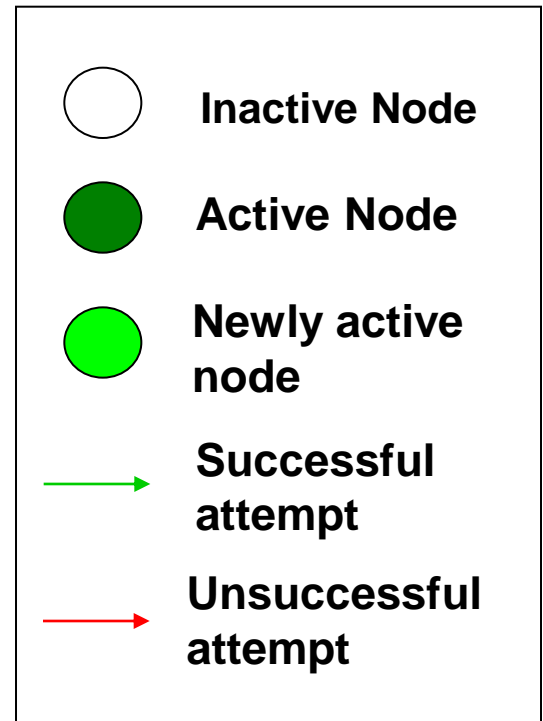 Inactive Node
Active Node
Newly active
node
Successful
attempt
Unsuccessful
attempt